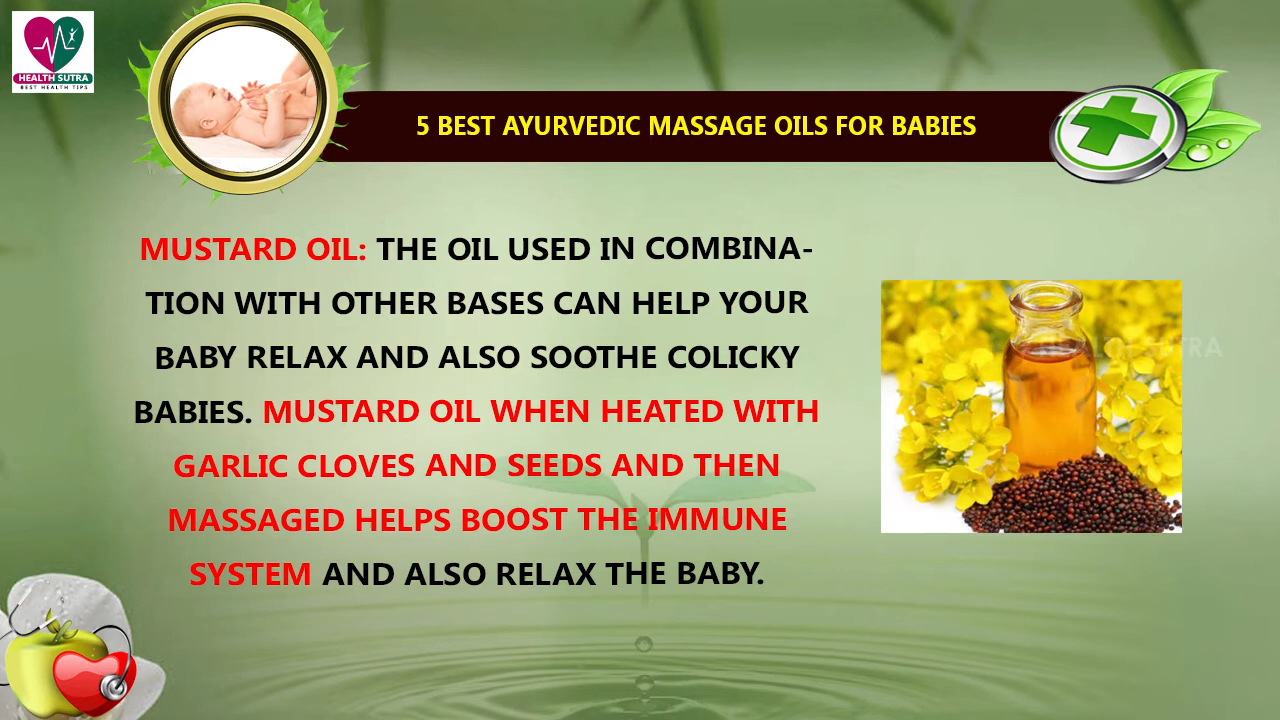 HEALTH SUTRA
BEST HEALTH TIPS
5 BEST AYURVEDIC MASSAGE OILS FOR BABIES
MUSTARD OIL: THE OIL USED IN COMBINA-
TION WITH OTHER BASES CAN HELP YOUR
BABY RELAX AND ALSO SOOTHE COLICKY
BABIES. MUSTARD OIL WHEN HEATED WITH
GARLIC CLOVES AND SEEDS AND THEN
MASSAGED HELPS BOOST THE IMMUNE
SYSTEM AND ALSO RELAX THE BABY.